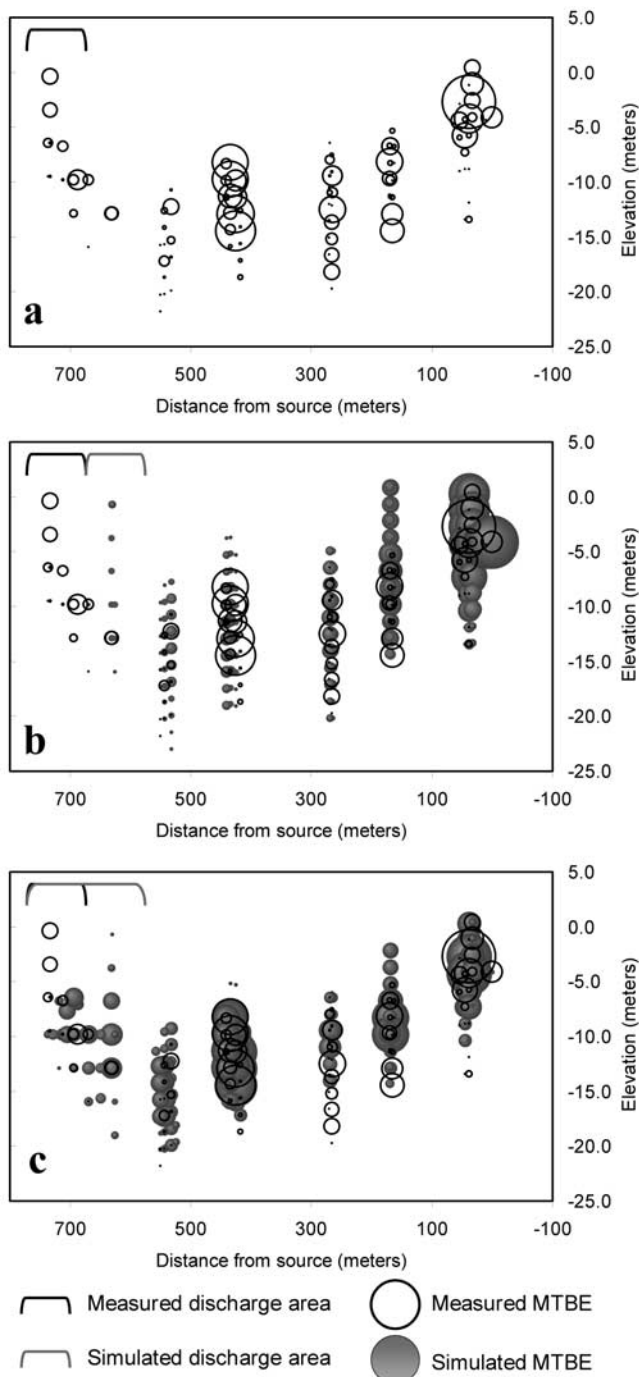 5.0
0.0
-5.0
-10.0
-15.0
-20.0
-25.0
Elevation (meters)
a
700 500 300 100 -100
Distance from source (meters)
5.0
0.0
-5.0
-10.0
-15.0
-20.0
-25.0
Elevation (meters)
b
700 500 300 100 -100
Distance from source (meters)
5.0
0.0
-5.0
-10.0
-15.0
-20.0
-25.0
Elevation (meters)
c
700 500 300 100 -100
Distance from source (meters)
Measured discharge area Measured MTBE
Simulated discharge area Simulated MTBE